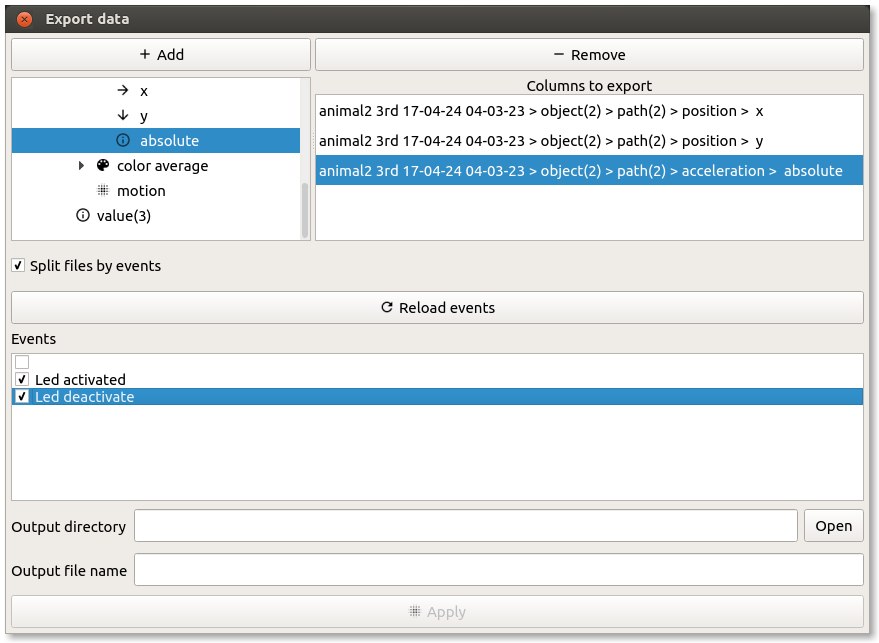 Export data
+ Add
− Remove
x
y
absolute
color average
motion
value(3)
Columns to export
animal2 3rd 17-04-24 04-03-23 > object(2) > path(2) > position > x
animal2 3rd 17-04-24 04-03-23 > object(2) > path(2) > position > y
animal2 3rd 17-04-24 04-03-23 > object(2) > path(2) > acceleration > absolute
Split files by events
Reload events
Events
Led activated
Led deactivate
Output directory
Open
Output file name
Apply